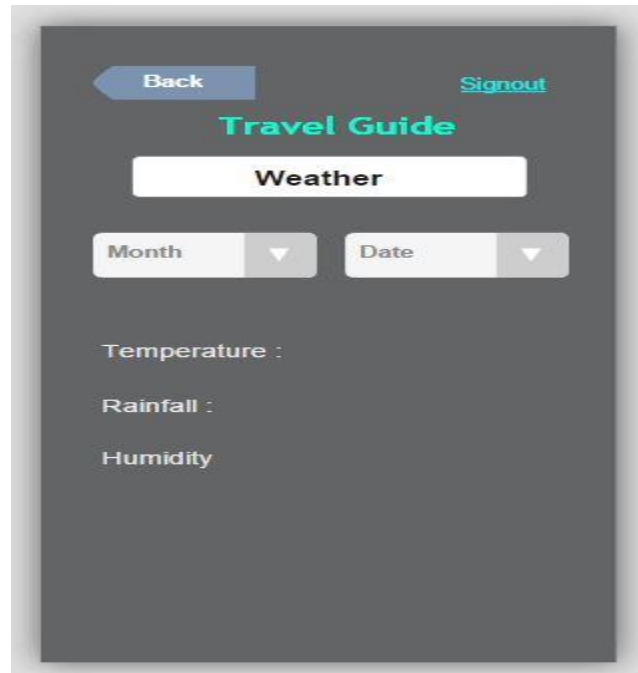 Back Signout
Travel Guide
Weather
Month Date
Temperature :
Rainfall :
Humidity